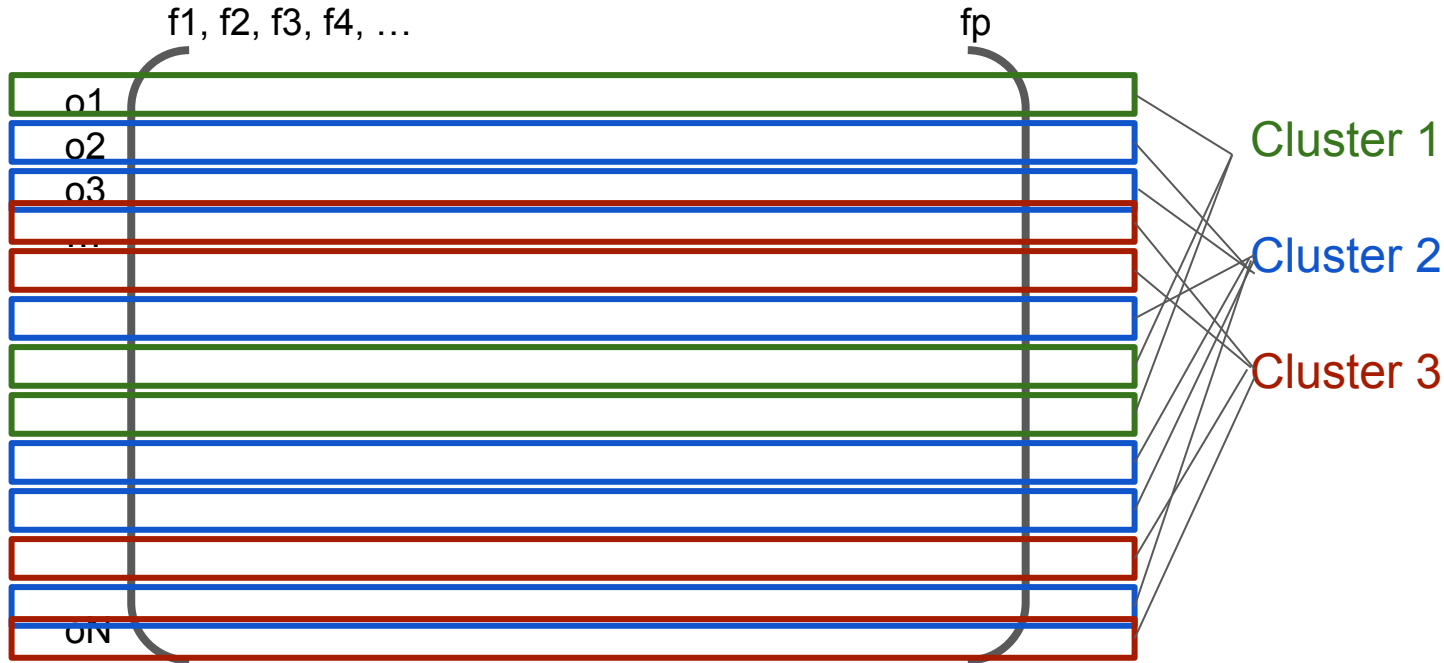 f1, f2, f3, f4, … fp
o1
Cluster 1
o2
o3
…
Cluster 2
Cluster 3
oN